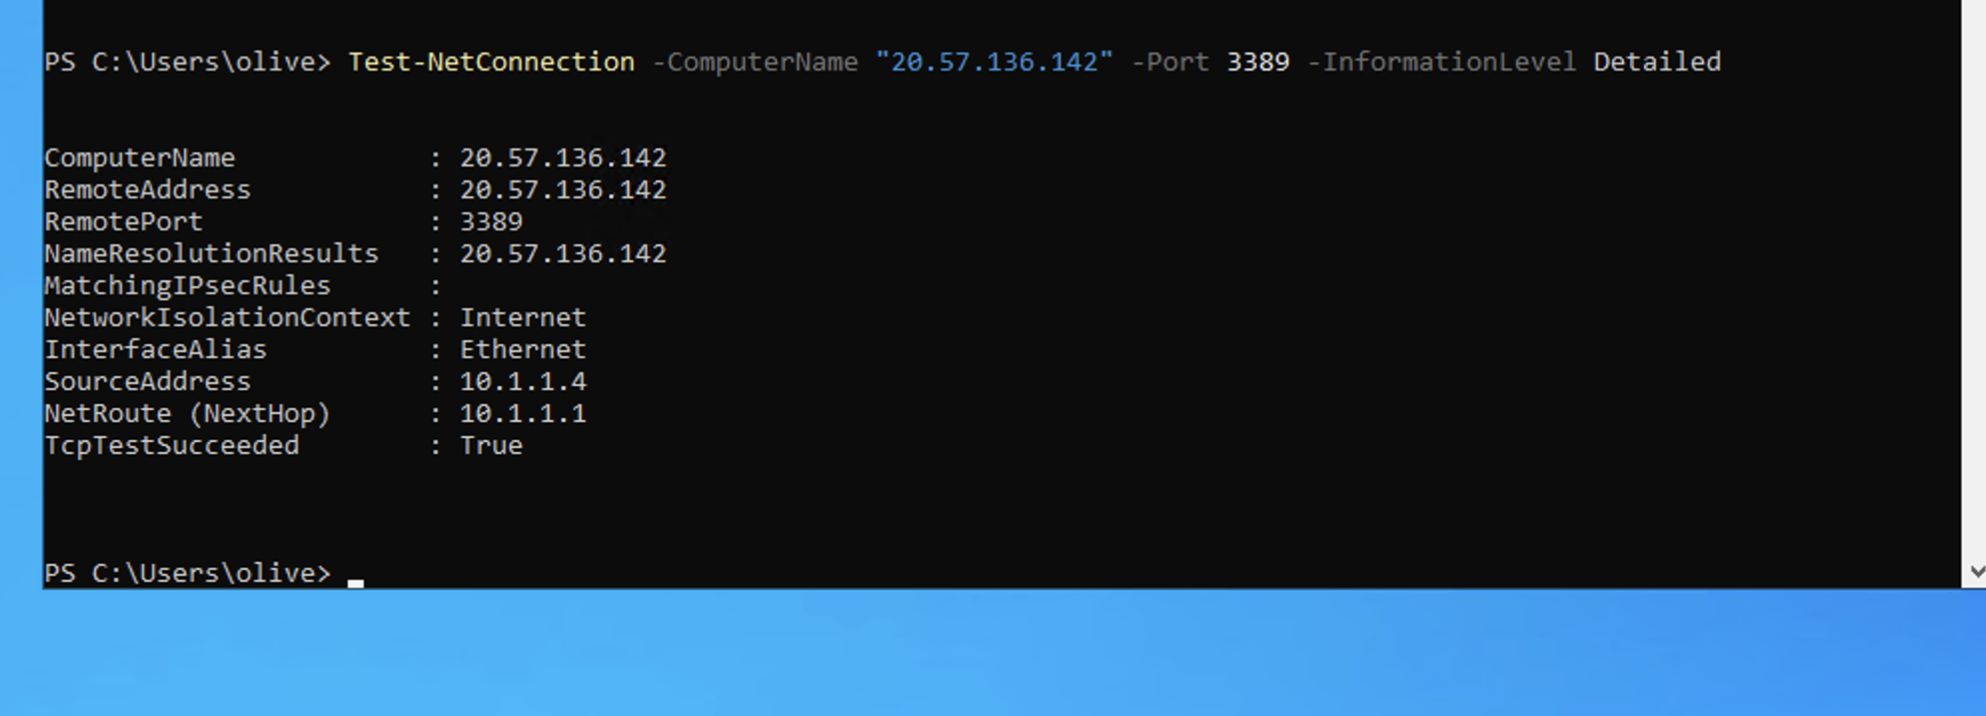 PS C:\Users\olive> Test-NetConnection -ComputerName "20.57.136.142" -Port 3389 -InformationLevel Detailed
ComputerName : 20.57.136.142
RemoteAddress : 20.57.136.142
RemotePort : 3389
NameResolutionResults : 20.57.136.142
MatchingIPsecRules :
NetworkIsolationContext : Internet
InterfaceAlias : Ethernet
SourceAddress : 10.1.1.4
NetRoute (NextHop) : 10.1.1.1
TcpTestSucceeded : True
PS C:\Users\olive>